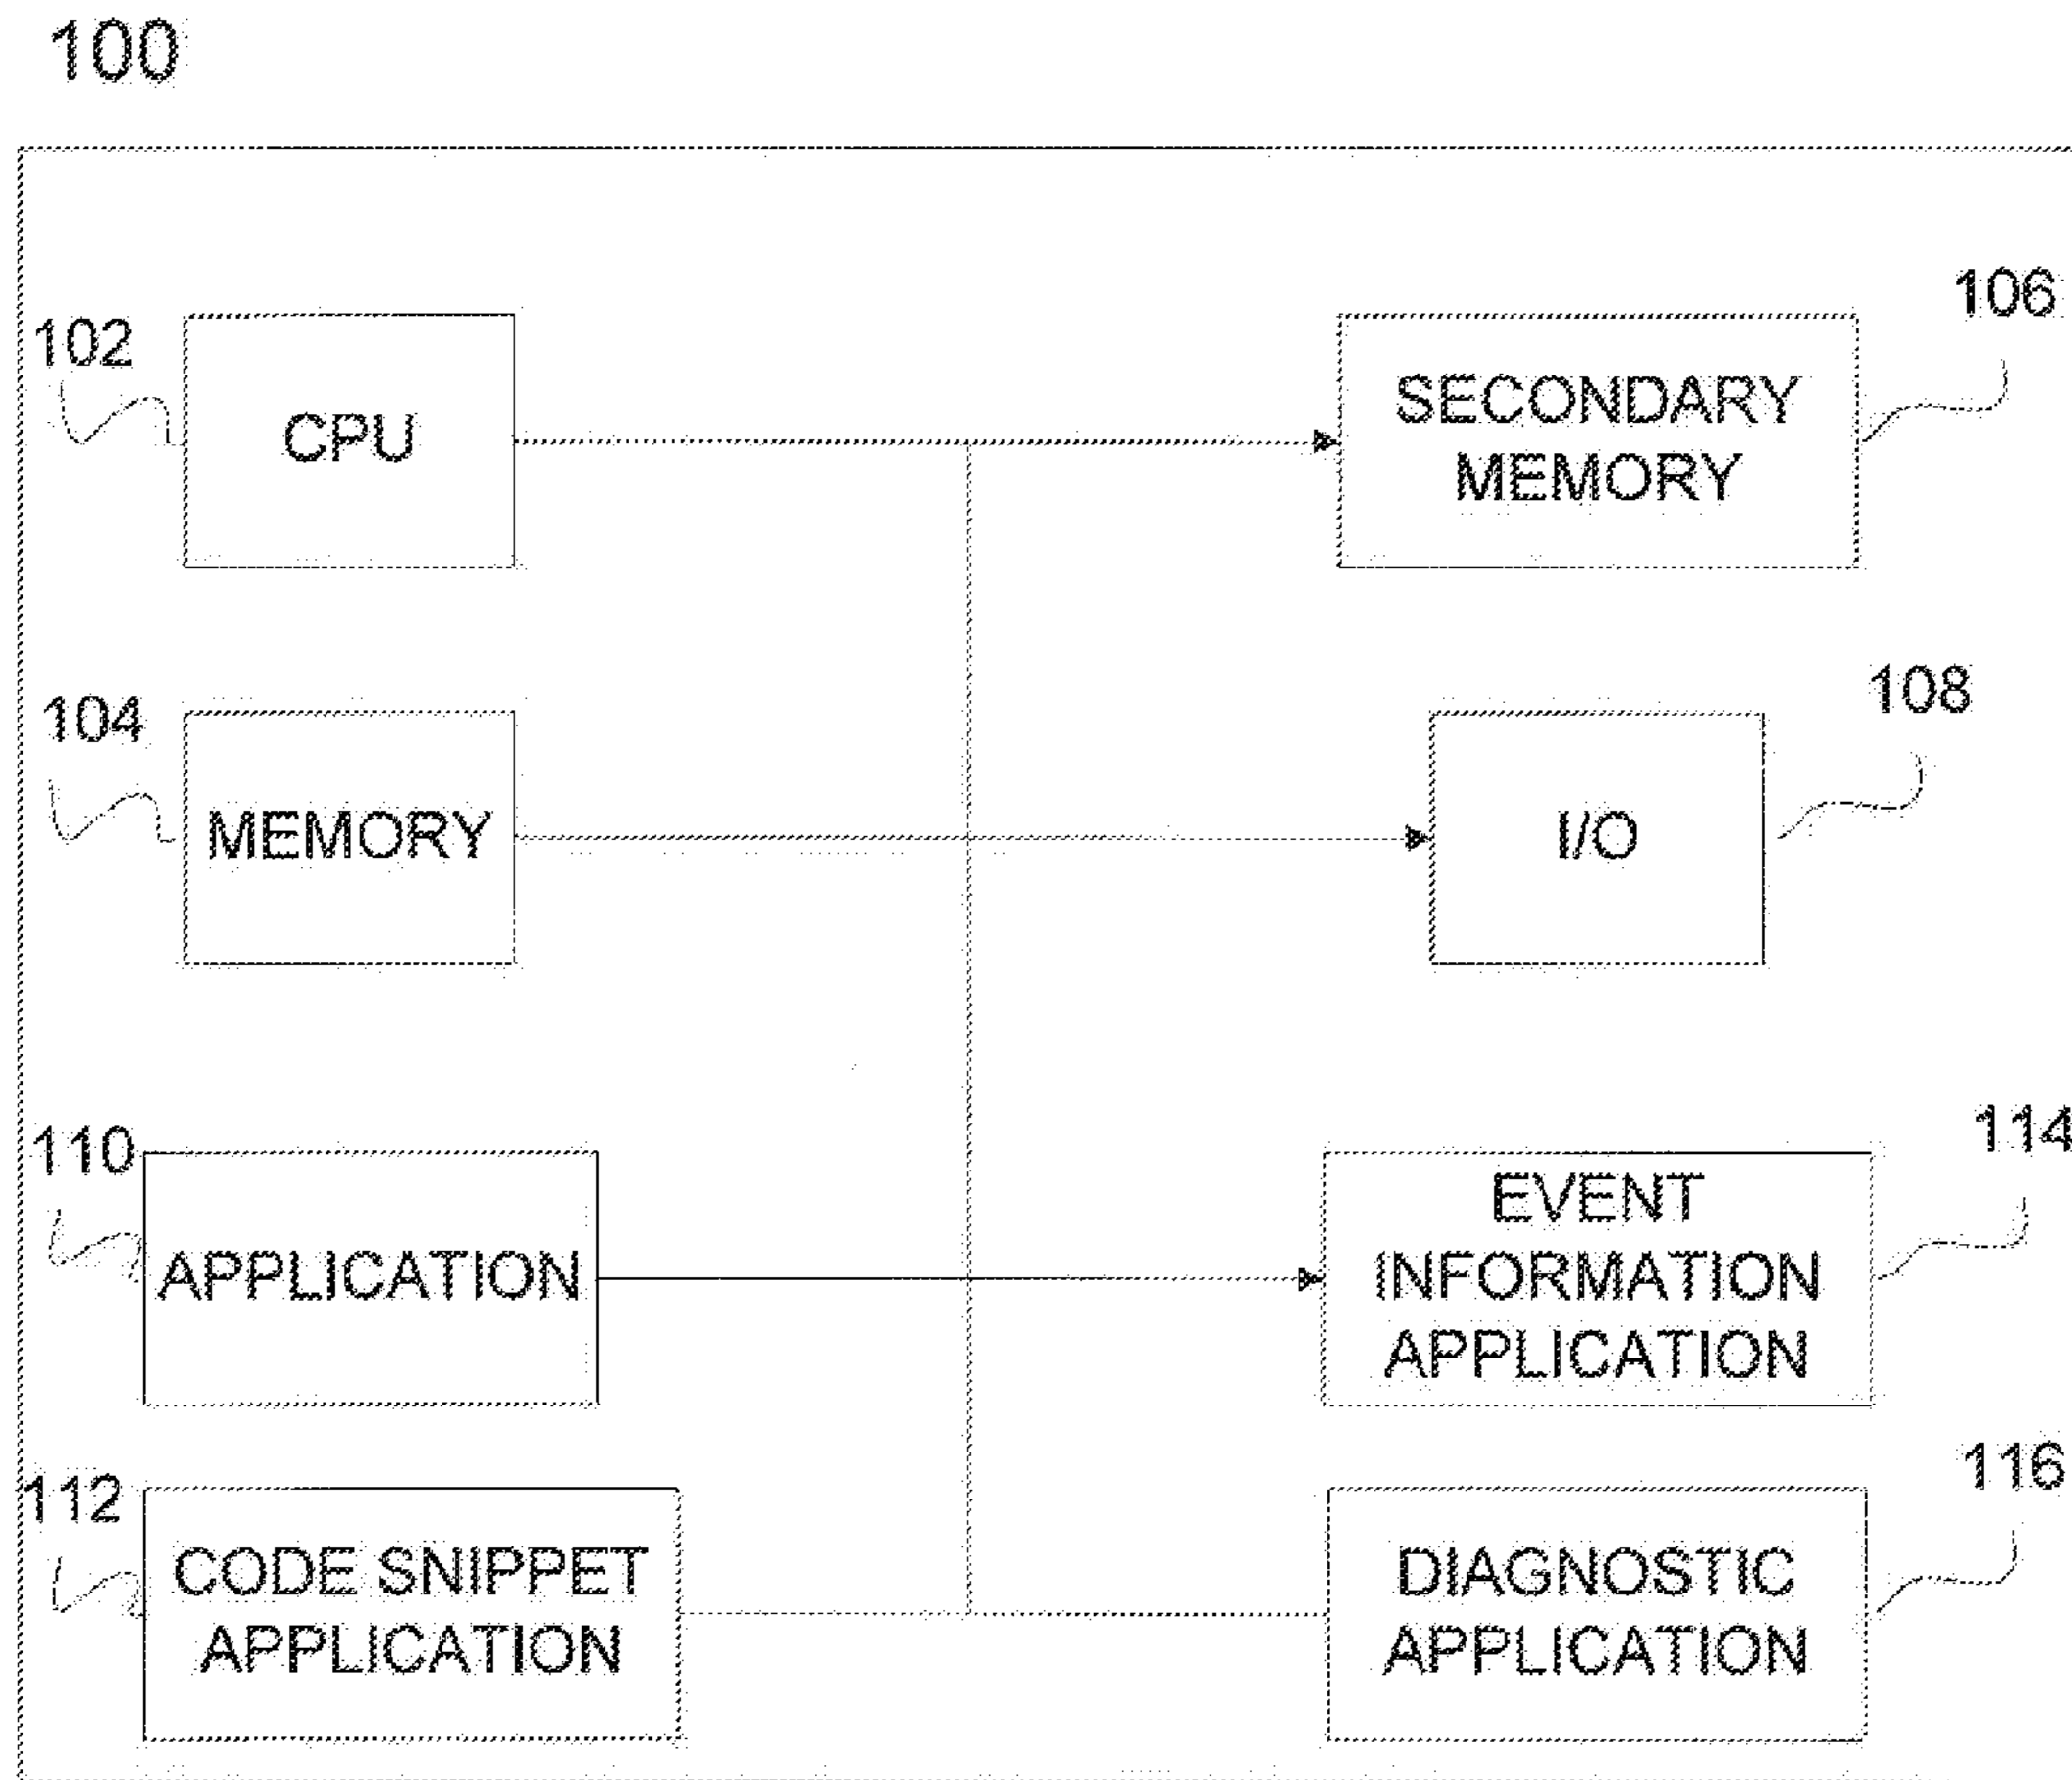 100
102
CPU
106
SECONDARY
MEMORY
104
MEMORY
108
I/O
110
APPLICATION
114
EVENT
INFORMATION
APPLICATION
112
CODE SNIPPET
APPLICATION
116
DIAGNOSTIC
APPLICATION